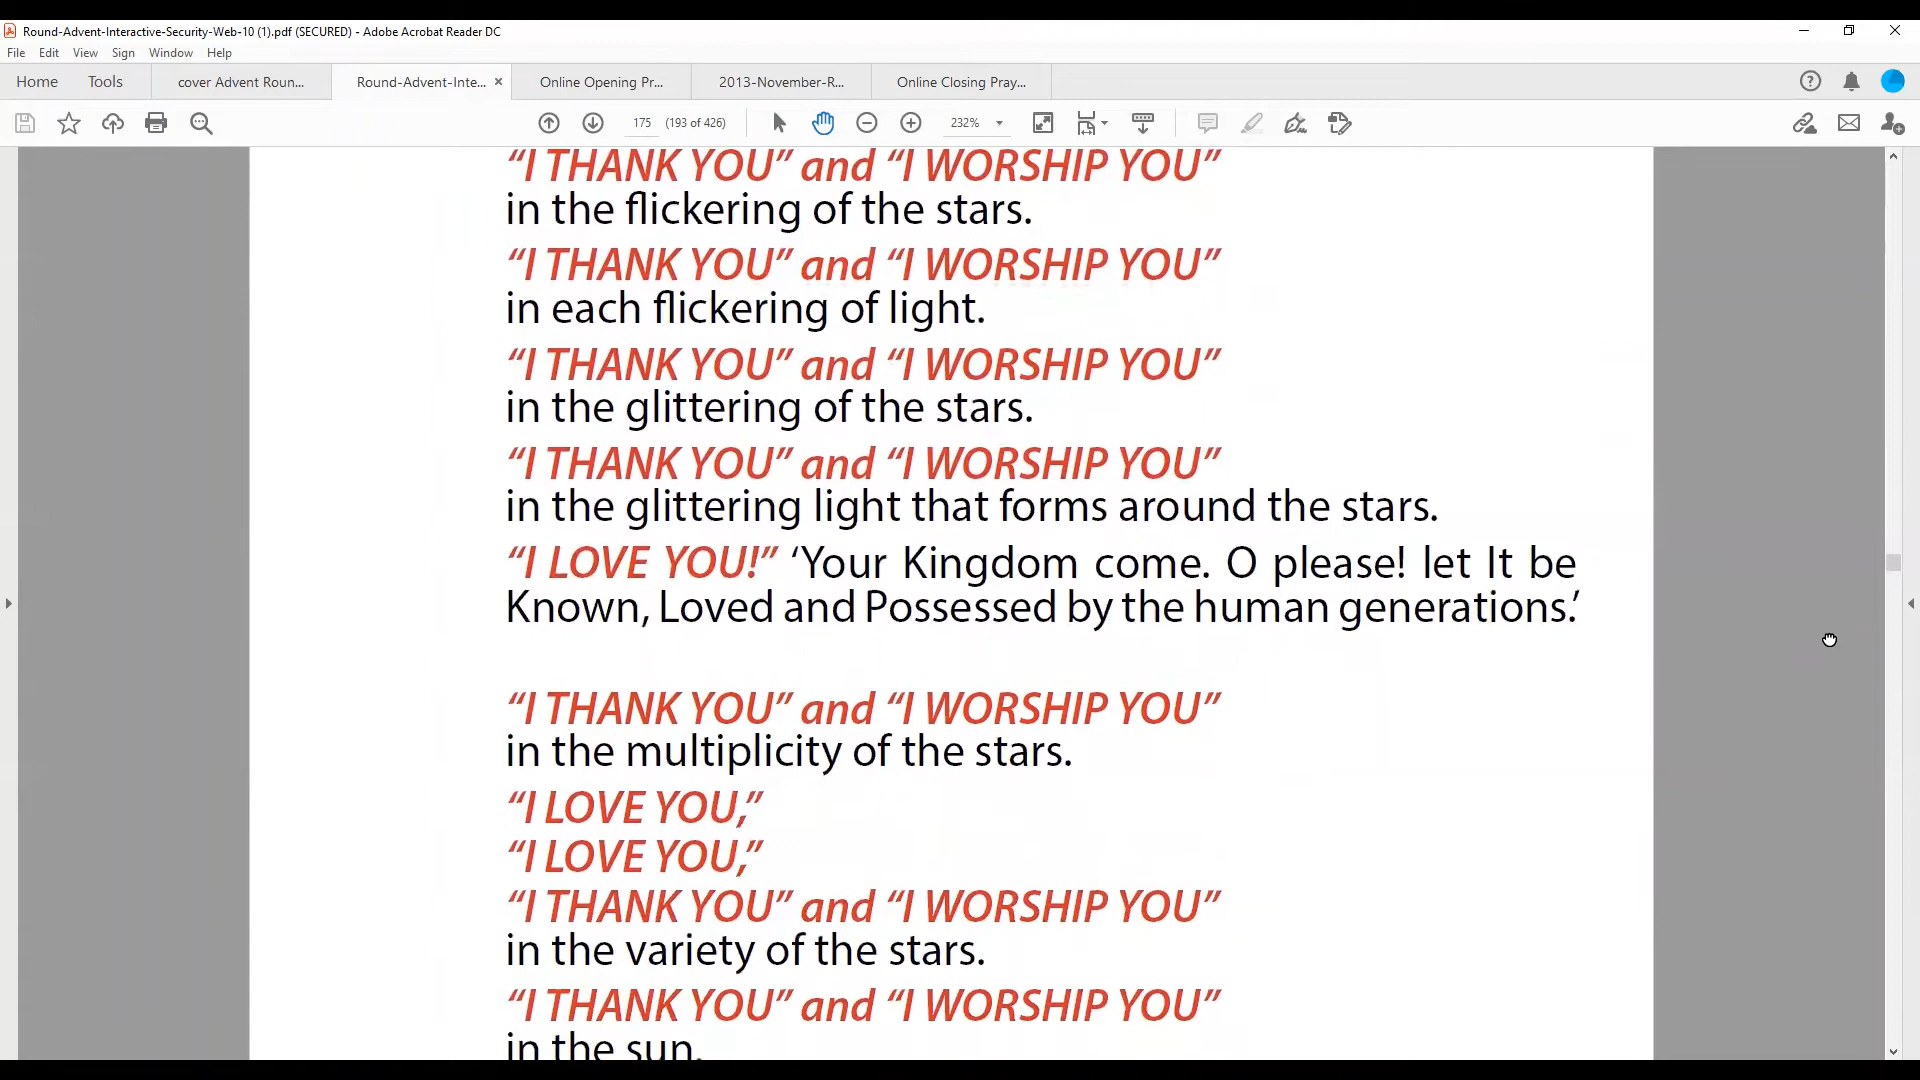 Round-Advent-Interactive-Security-Web-10 (1).pdf (SECURED) - Adobe Acrobat Reader DC
File Edit View Sign Window Help
Home Tools cover Advent Roun... Round-Advent-Inte... Online Opening Pr... 2013-November-R... Online Closing Pray...
175 (193 of 426) 232%
“I THANK YOU” and “I WORSHIP YOU”
in the flickering of the stars.
“I THANK YOU” and “I WORSHIP YOU”
in each flickering of light.
“I THANK YOU” and “I WORSHIP YOU”
in the glittering of the stars.
“I THANK YOU” and “I WORSHIP YOU”
in the glittering light that forms around the stars.
“I LOVE YOU!” ‘Your Kingdom come. O please! let It be
Known, Loved and Possessed by the human generations.’
“I THANK YOU” and “I WORSHIP YOU”
in the multiplicity of the stars.
“I LOVE YOU,”
“I LOVE YOU,”
“I THANK YOU” and “I WORSHIP YOU”
in the variety of the stars.
“I THANK YOU” and “I WORSHIP YOU”
in the sun.